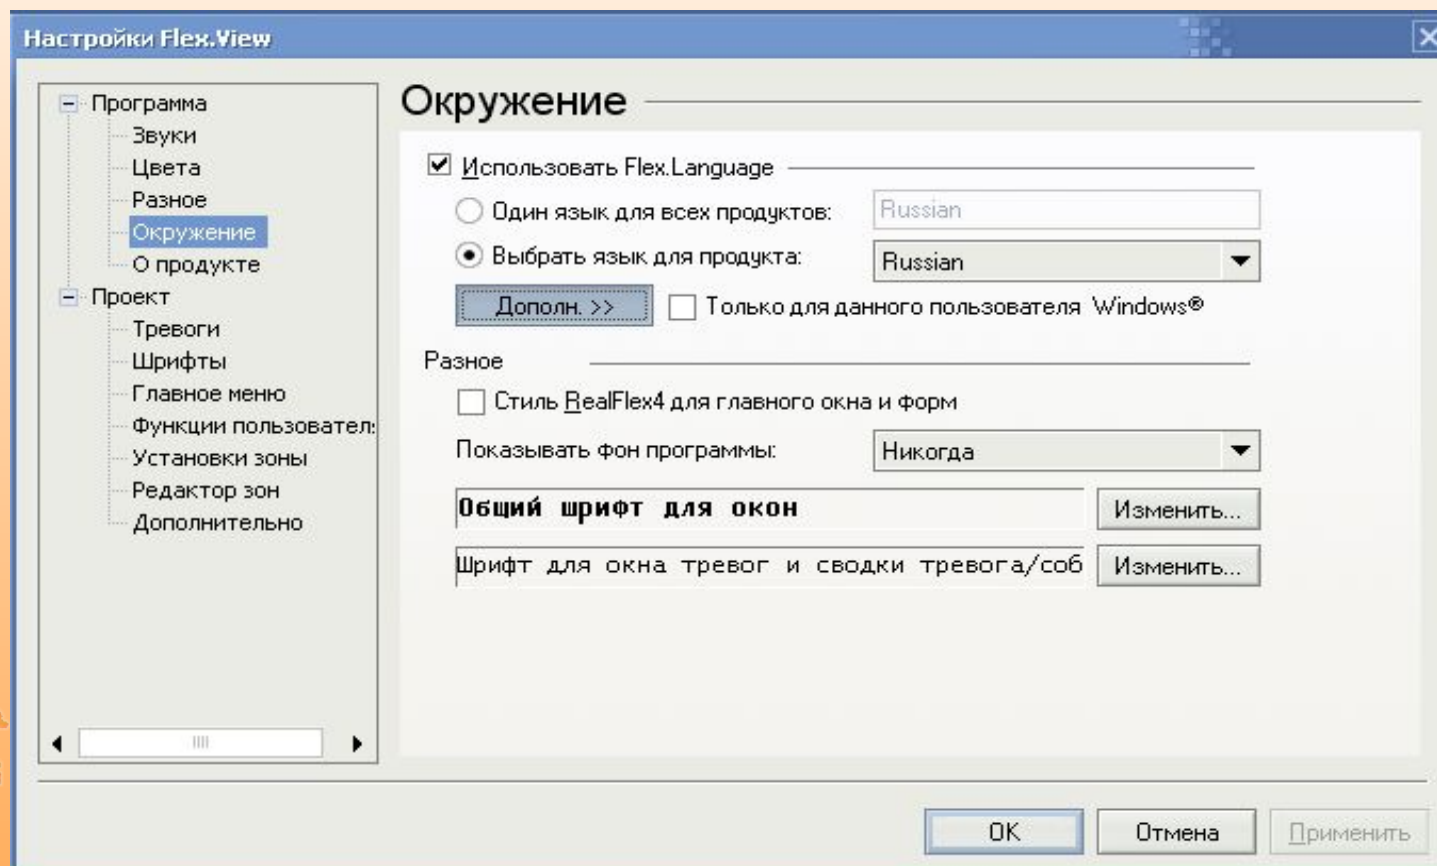 Настройки Flex.View
Программа
Звуки
Цвета
Разное
Окружение
О продукте
Проект
Тревоги
Шрифты
Главное меню
Функции пользовател
Установки зоны
Редактор зон
Дополнительно
Окружение
Использовать Flex.Language
Один язык для всех продуктов: Russian
Выбрать язык для продукта: Russian
Дополн. >> Только для данного пользователя Windows®
Разное
Стиль RealFlex4 для главного окна и форм
Показывать фон программы: Никогда
Общий шрифт для окон Изменить...
Шрифт для окна тревог и сводки тревога/соб Изменить...
OK Отмена Применить